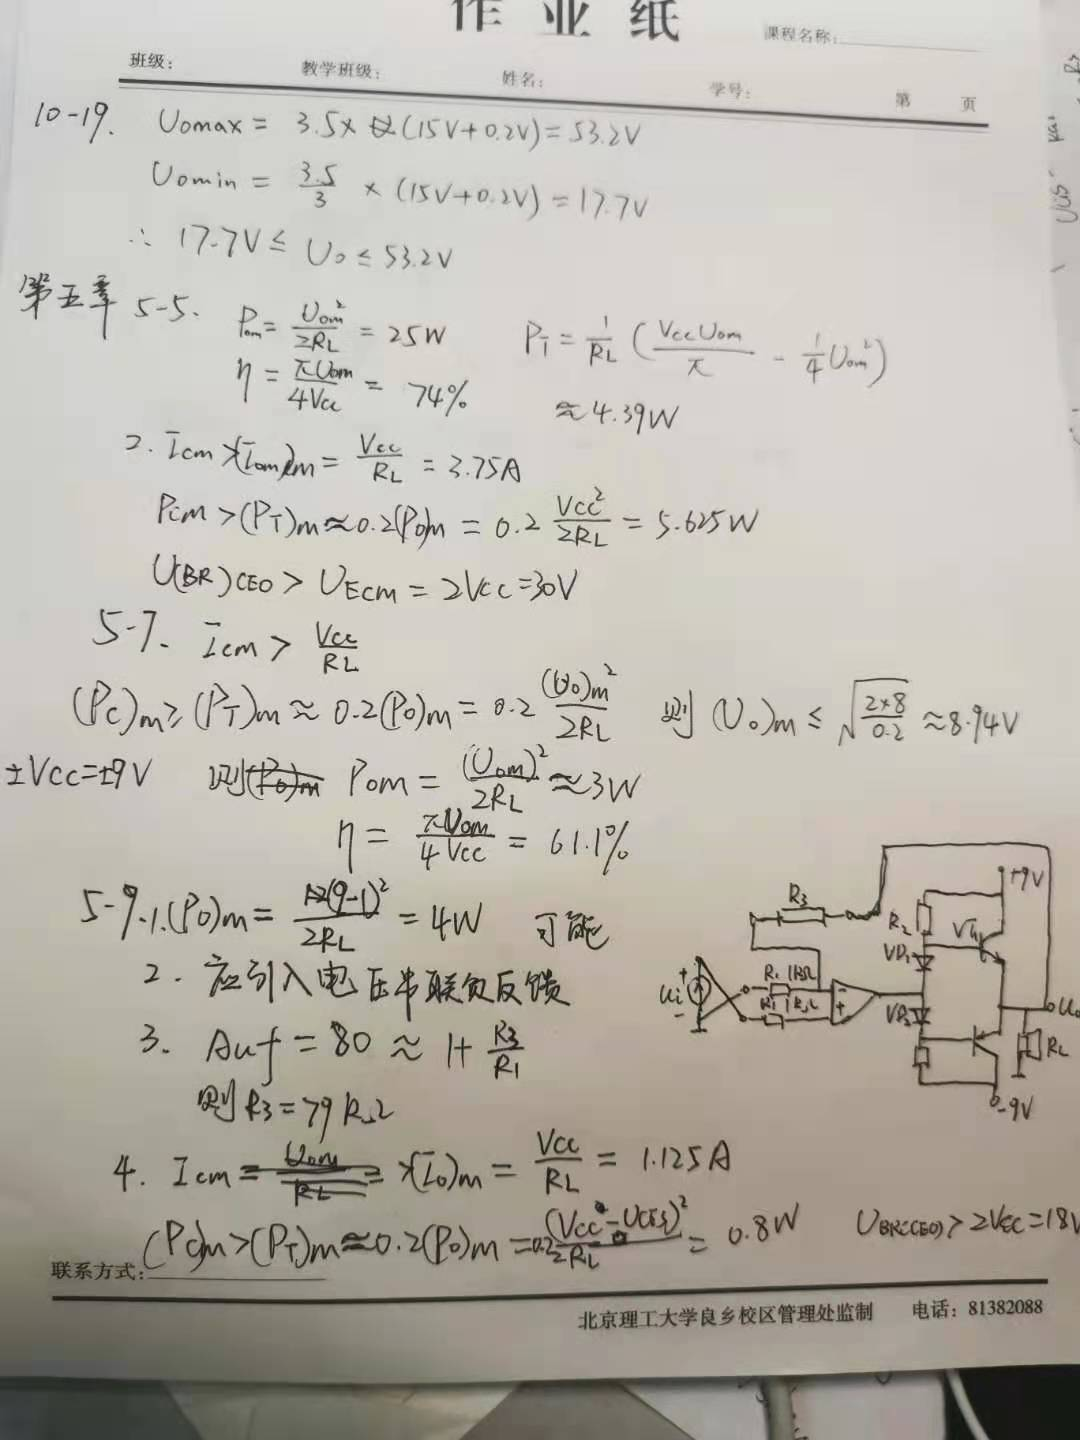 作业纸
课程名称:
班级: 教学班级: 姓名: 学号: 第 页
10-19. Uomax = 3.5×(15V+0.2V)=53.2V
Uomin = 3.5/3 × (15V+0.2V) = 17.7V
∴ 17.7V ≤ Uo ≤ 53.2V
第五章 5-5. Pom = Uom²/2RL = 25W PT = 1/RL (VccUom/π - 1/4 Uom²)
η = πUom/4Vcc = 74% ≈4.39W
2. Icm >(Iom)m = Vcc/RL = 3.75A
Pcm > (PT)m ≈ 0.2(Po)m = 0.2 Vcc²/2RL = 5.625W
U(BR)CEO > UEcm = 2Vcc = 30V
5-7. Icm > Vcc/RL
(Pc)m ≥ (PT)m ≈ 0.2(Po)m = 0.2 (Uo)m²/2RL 则 (Uo)m ≤ √(2×8/0.2) ≈ 8.94V
±Vcc=±9V 则 Pom = (Uom)²/2RL ≈ 3W
η = πUom/4Vcc = 61.1%
5-9. 1. (Po)m = (9-1)²/2RL = 4W 可能
2. 应引入电压串联负反馈
3. Auf = 80 ≈ 1+ R3/R1
则 R3 = 79kΩ
R3
+9V
R2
VT1
VD1
R1 1kΩ
R1 1kΩ
ui
+
-
-
+
VD2
uo
RL
-9V
4. Icm >(Io)m = Vcc/RL = 1.125A
(Pc)m > (PT)m ≈ 0.2(Po)m = 0.2 (Vcc-UCES)²/2RL = 0.8W UBR(CEO) > 2VCC = 18V
联系方式:
北京理工大学良乡校区管理处监制 电话: 81382088